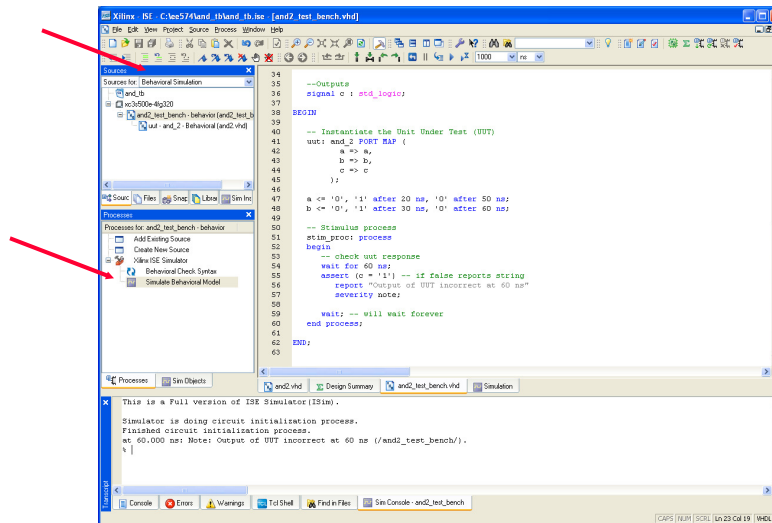 Xilinx - ISE - C:\ee574\and_tb\and_tb.ise - [and2_test_bench.vhd]
File Edit View Project Source Process Window Help
1000 ns
Sources
Sources for: Behavioral Simulation
and_tb
xc3s500e-4fg320
and2_test_bench - behavior (and2_test_b
uut - and_2 - Behavioral (and2.vhd)
Sourc Files Snap Librar Sim Ins
Processes
Processes for: and2_test_bench - behavior
Add Existing Source
Create New Source
Xilinx ISE Simulator
Behavioral Check Syntax
Simulate Behavioral Model
Processes Sim Objects
34
35 --Outputs
36 signal c : std_logic;
37
38 BEGIN
39
40 -- Instantiate the Unit Under Test (UUT)
41 uut: and_2 PORT MAP (
42 a => a,
43 b => b,
44 c => c
45 );
46
47 a <= '0', '1' after 20 ns, '0' after 50 ns;
48 b <= '0', '1' after 30 ns, '0' after 60 ns;
49
50 -- Stimulus process
51 stim_proc: process
52 begin
53 -- check uut response
54 wait for 60 ns;
55 assert (c = '1') -- if false reports string
56 report "Output of UUT incorrect at 60 ns"
57 severity note;
58
59 wait; -- will wait forever
60 end process;
61
62 END;
63
and2.vhd Design Summary and2_test_bench.vhd Simulation
This is a Full version of ISE Simulator(ISim).
Simulator is doing circuit initialization process.
Finished circuit initialization process.
at 60.000 ns: Note: Output of UUT incorrect at 60 ns (/and2_test_bench/).
%
Transcript
Console Errors Warnings Tcl Shell Find in Files Sim Console - and2_test_bench
CAPS NUM SCRL Ln 23 Col 19 VHDL